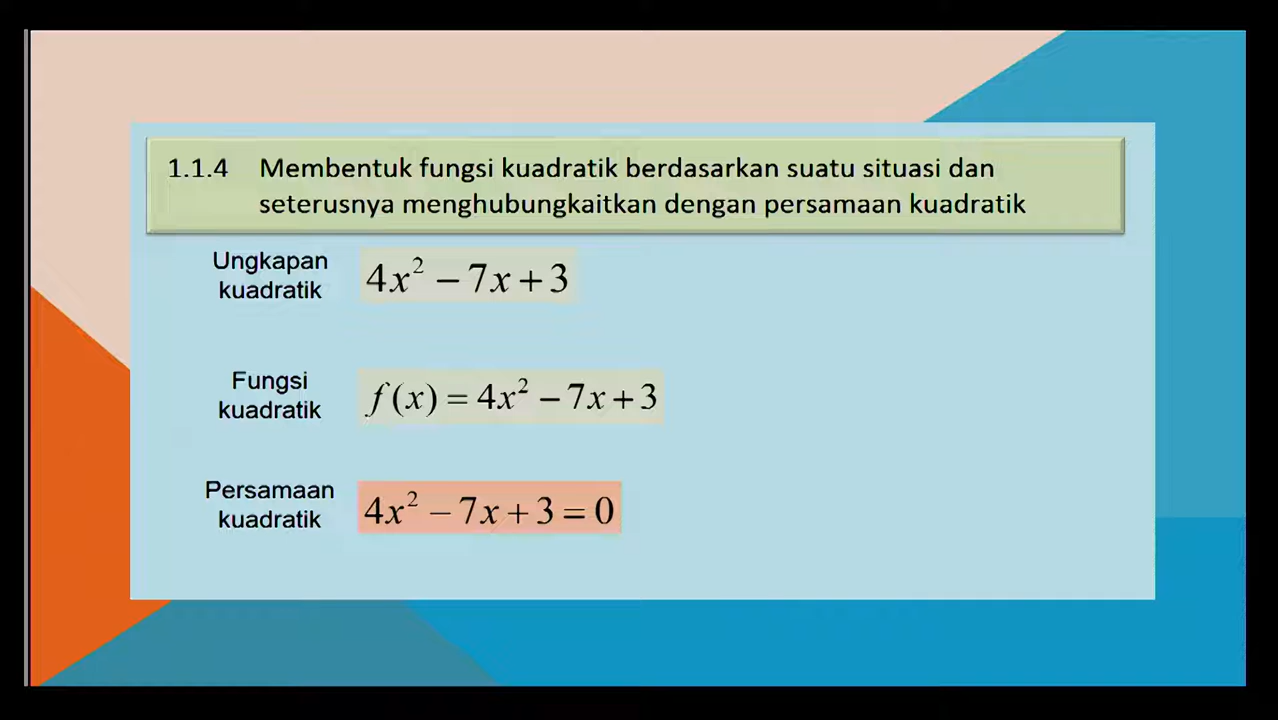 1.1.4 Membentuk fungsi kuadratik berdasarkan suatu situasi dan
seterusnya menghubungkaitkan dengan persamaan kuadratik
Ungkapan
kuadratik
4x² − 7x + 3
Fungsi
kuadratik
f(x) = 4x² − 7x + 3
Persamaan
kuadratik
4x² − 7x + 3 = 0